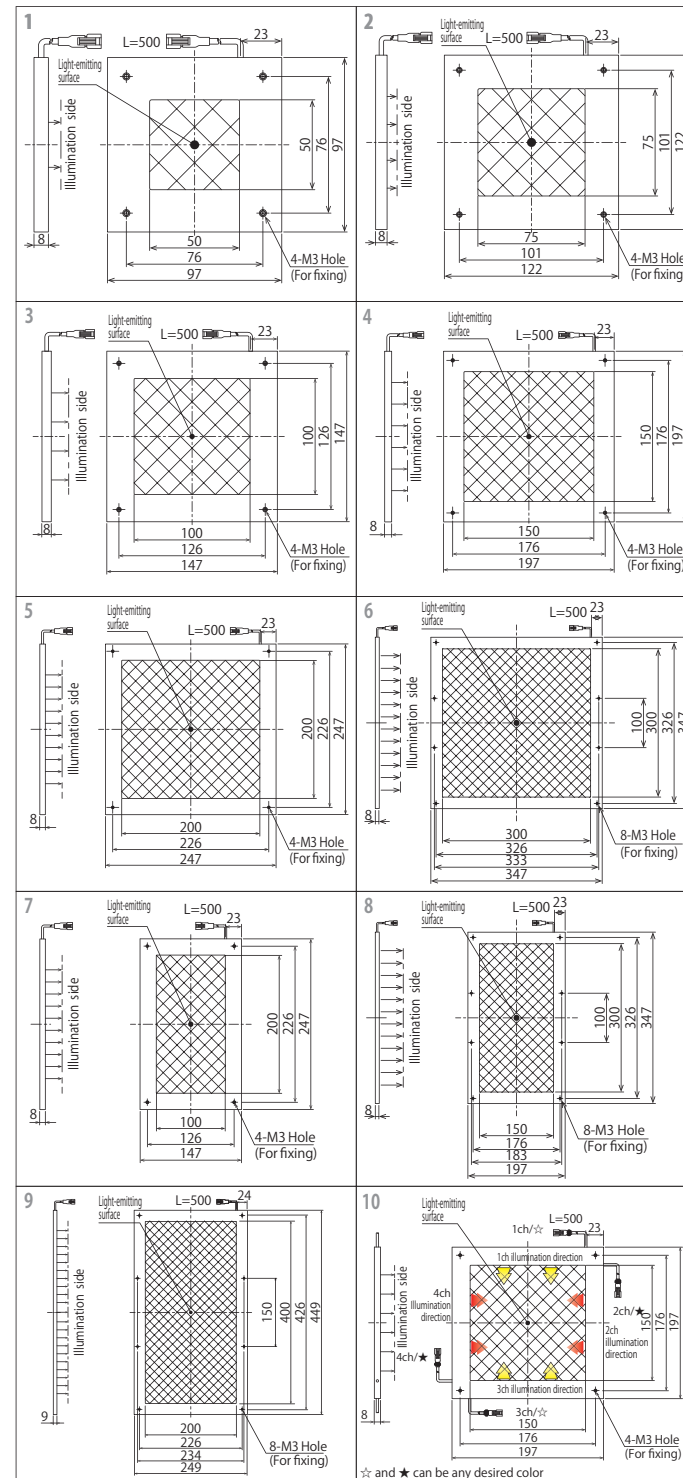 1
L=500
23
Light-emitting
surface
Illumination side
50
76
97
8
50
76
97
4-M3 Hole
(For fixing)
2
L=500
23
Light-emitting
surface
Illumination side
75
101
122
8
75
101
122
4-M3 Hole
(For fixing)
3
L=500
23
Light-emitting
surface
Illumination side
100
126
147
8
100
126
147
4-M3 Hole
(For fixing)
4
L=500
23
Light-emitting
surface
Illumination side
150
176
197
8
150
176
197
4-M3 Hole
(For fixing)
5
L=500
23
Light-emitting
surface
Illumination side
200
226
247
8
200
226
247
4-M3 Hole
(For fixing)
6
L=500
23
Light-emitting
surface
Illumination side
100
300
326
347
8
300
326
333
347
8-M3 Hole
(For fixing)
7
L=500
23
Light-emitting
surface
Illumination side
200
226
247
8
100
126
147
4-M3 Hole
(For fixing)
8
L=500
23
Light-emitting
surface
Illumination side
100
300
326
347
8
150
176
183
197
8-M3 Hole
(For fixing)
9
L=500
24
Light-emitting
surface
Illumination side
150
400
426
449
9
200
226
234
249
8-M3 Hole
(For fixing)
10
L=500
23
Light-emitting
surface
1ch/☆
1ch illumination direction
Illumination side
4ch
Illumination
direction
2ch/★
2ch
illumination
direction
4ch/★
3ch illumination direction
3ch/☆
150
176
197
8
150
176
197
4-M3 Hole
(For fixing)
☆ and ★ can be any desired color